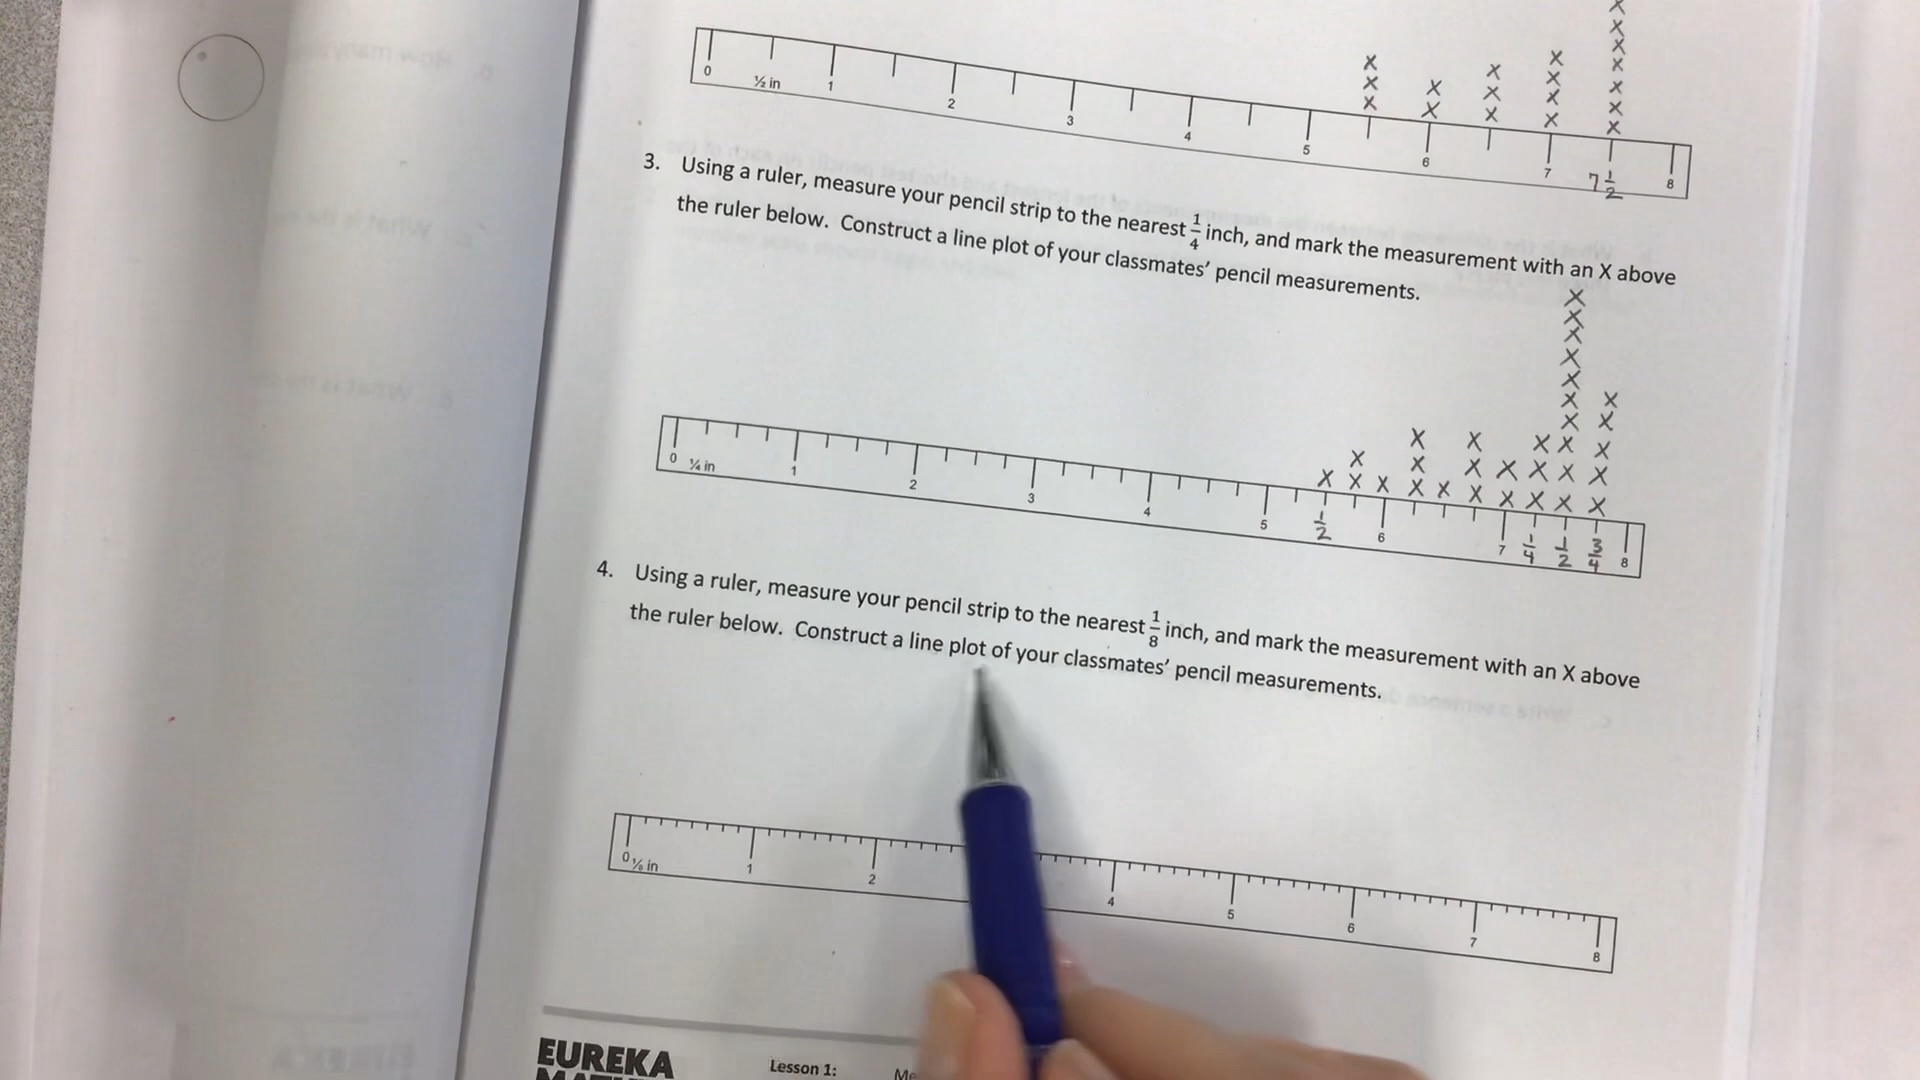 X
X X
X X X
X X X X X
X X X X X
X X X X X
0 ½ in 1 2 3 4 5 6 7 7 1/2 8
3. Using a ruler, measure your pencil strip to the nearest 1/4 inch, and mark the measurement with an X above
the ruler below. Construct a line plot of your classmates' pencil measurements.
X
X
X
X
X
X X
X X X
X X X X X
X X X X X X X X
X X X X X X X X X X
0 ¼ in 1 2 3 4 5 1/2 6 7 1/4 1/2 3/4 8
4. Using a ruler, measure your pencil strip to the nearest 1/8 inch, and mark the measurement with an X above
the ruler below. Construct a line plot of your classmates' pencil measurements.
0 ⅛ in 1 2 4 5 6 7 8
EUREKA
Lesson 1: